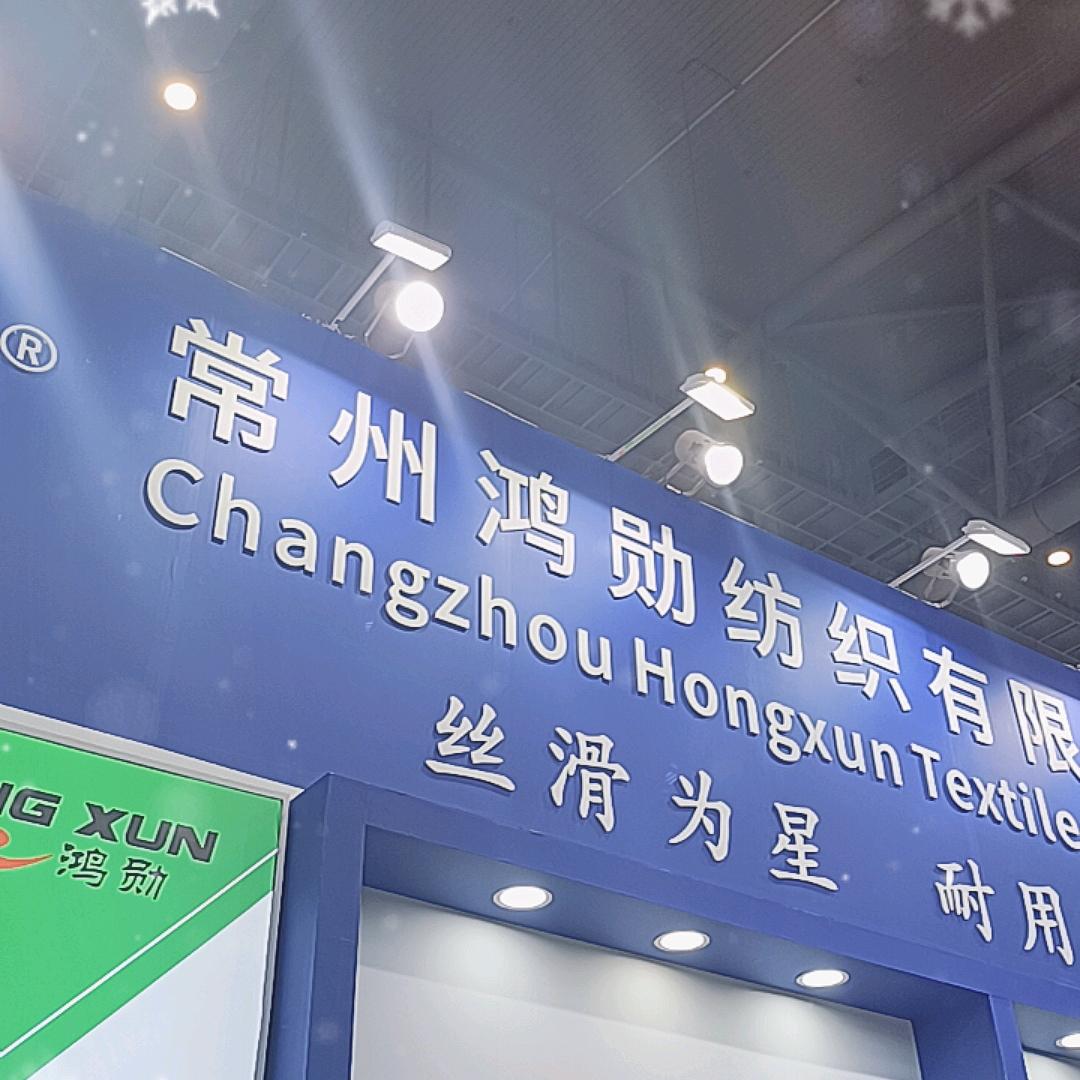 ®
常州鸿勋纺织有限
Changzhou Hongxun Textile
丝滑为星 耐用
NG XUN
鸿勋